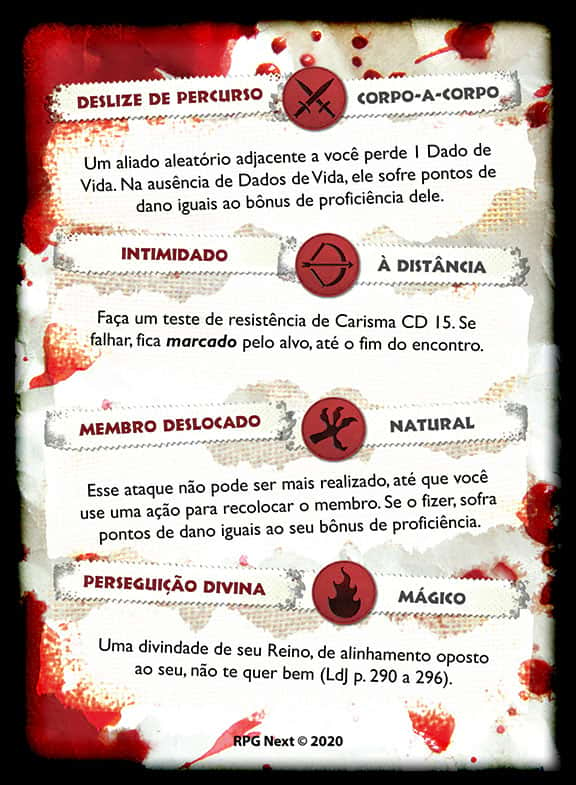 DESLIZE DE PERCURSO CORPO-A-CORPO
Um aliado aleatório adjacente a você perde 1 Dado de
Vida. Na ausência de Dados de Vida, ele sofre pontos de
dano iguais ao bônus de proficiência dele.
INTIMIDADO À DISTÂNCIA
Faça um teste de resistência de Carisma CD 15. Se
falhar, fica marcado pelo alvo, até o fim do encontro.
MEMBRO DESLOCADO NATURAL
Esse ataque não pode ser mais realizado, até que você
use uma ação para recolocar o membro. Se o fizer, sofra
pontos de dano iguais ao seu bônus de proficiência.
PERSEGUIÇÃO DIVINA MÁGICO
Uma divindade de seu Reino, de alinhamento oposto
ao seu, não te quer bem (LdJ p. 290 a 296).
RPG Next © 2020